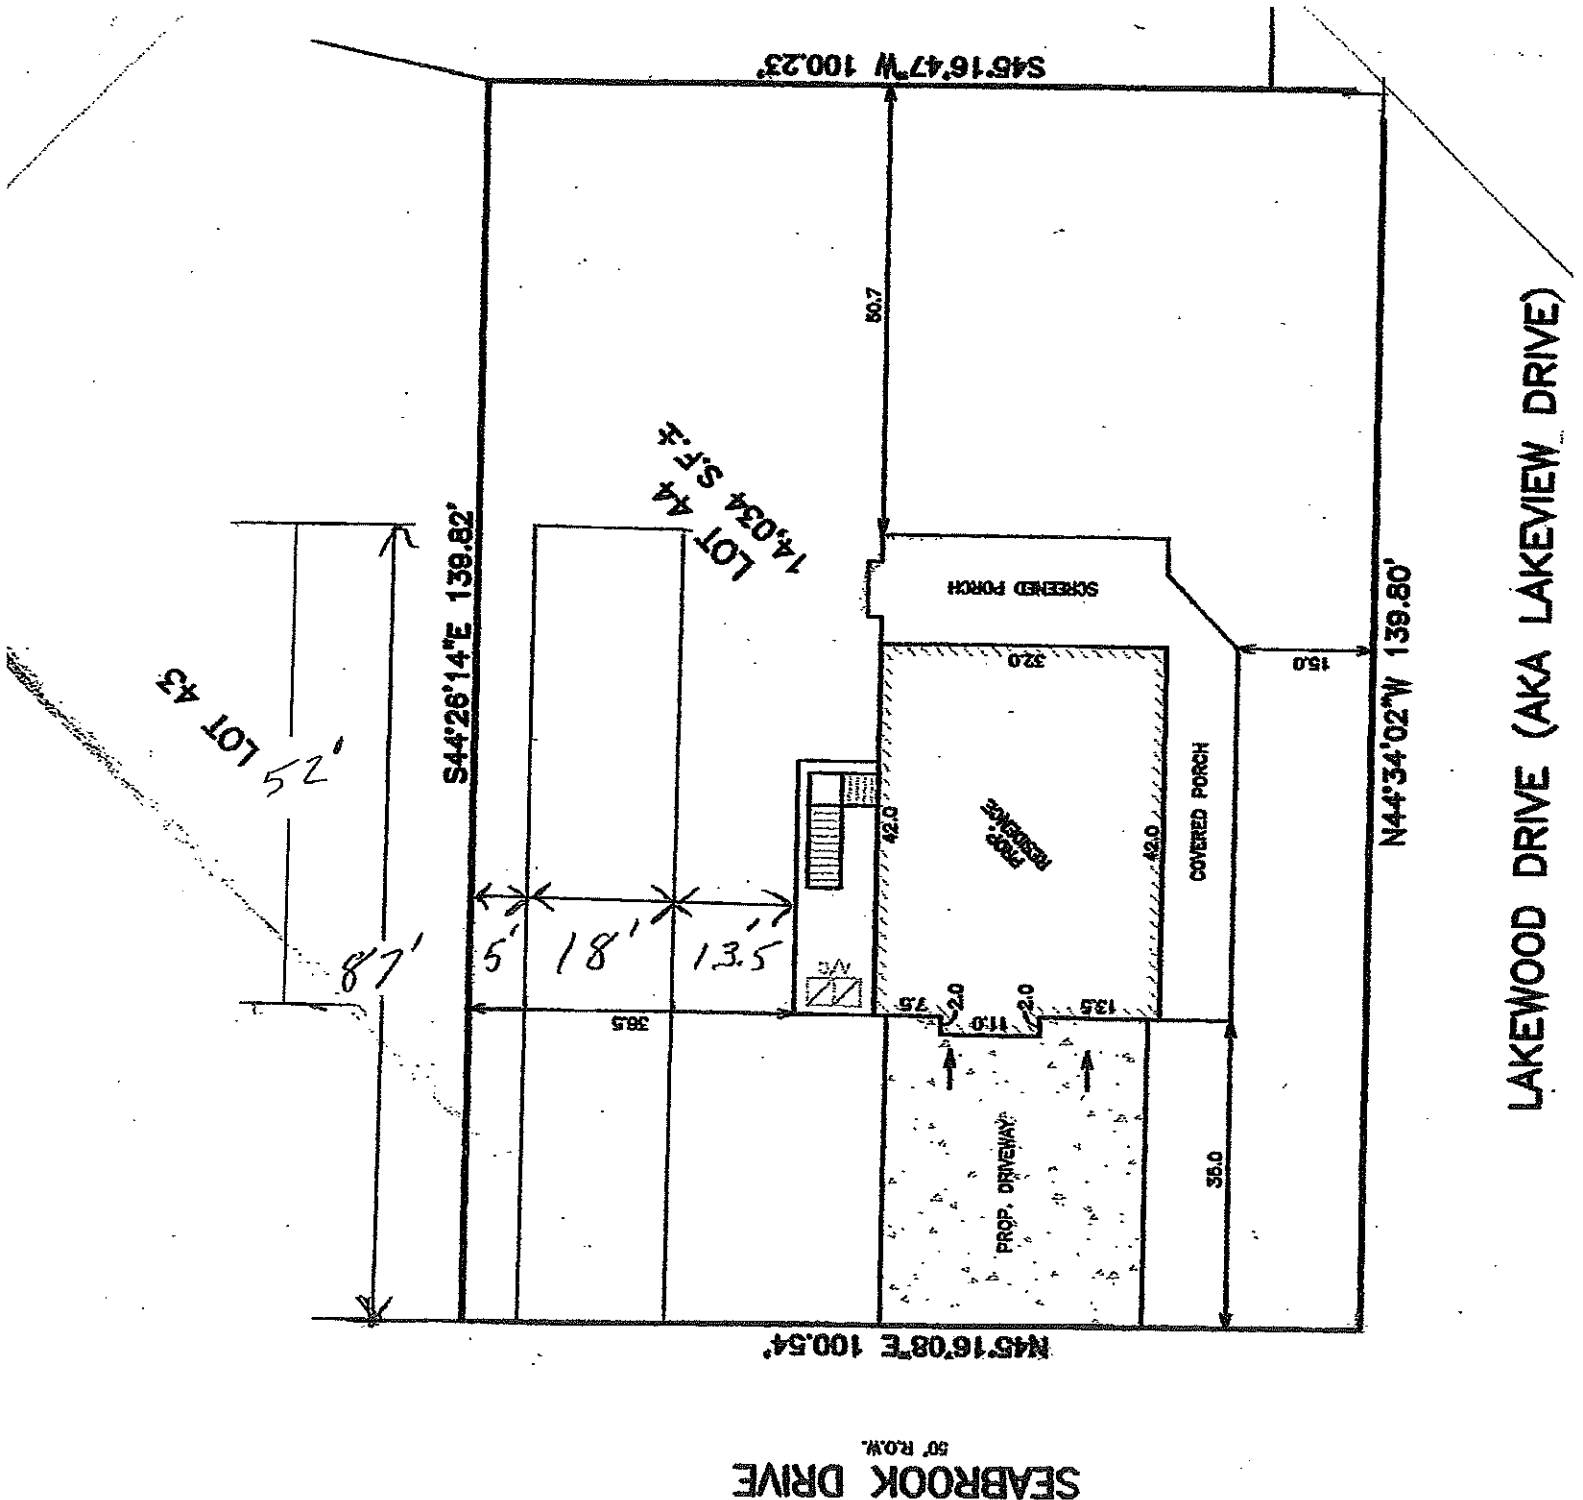 S45°16'47"W 100.23'
50.7
LOT 44
14,034 S.F.±
S44°26'14"E 139.82'
LOT 43
52'
87'
5'
18'
13.5'
36.5
SCREENED PORCH
32.0
15.0
N44°34'02"W 139.80'
42.0
PROP.
RESIDENCE
42.0
COVERED PORCH
A/C
7.5
2.0
11.0
2.0
13.5
PROP. DRIVEWAY
35.0
N45°16'08"E 100.54'
LAKEWOOD DRIVE (AKA LAKEVIEW DRIVE)
50' R.O.W.
SEABROOK DRIVE